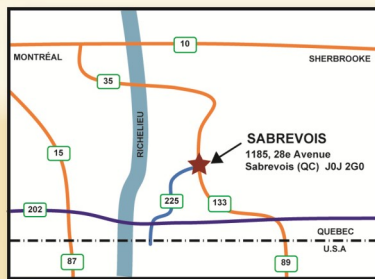 10
MONTRÉAL
SHERBROOKE
35
RICHELIEU
SABREVOIS
1185, 28e Avenue
Sabrevois (QC) J0J 2G0
15
225
133
202
QUEBEC
U.S.A
87
89